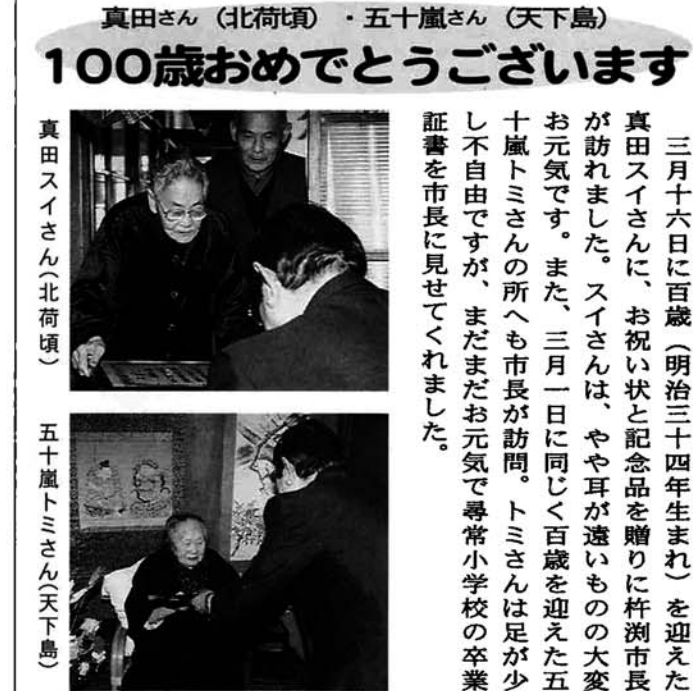 真田さん（北荷頃）・五十嵐さん（天下島）
100歳おめでとうございます
三月十六日に百歳（明治三十四年生まれ）を迎えた
真田スイさんに、お祝い状と記念品を贈りに杵渕市長
が訪れました。スイさんは、やや耳が遠いものの大変
お元気です。また、三月一日に同じく百歳を迎えた五
十嵐トミさんの所へも市長が訪問。トミさんは足が少
し不自由ですが、まだまだお元気で尋常小学校の卒業
証書を市長に見せてくれました。
真田スイさん（北荷頃）
五十嵐トミさん（天下島）